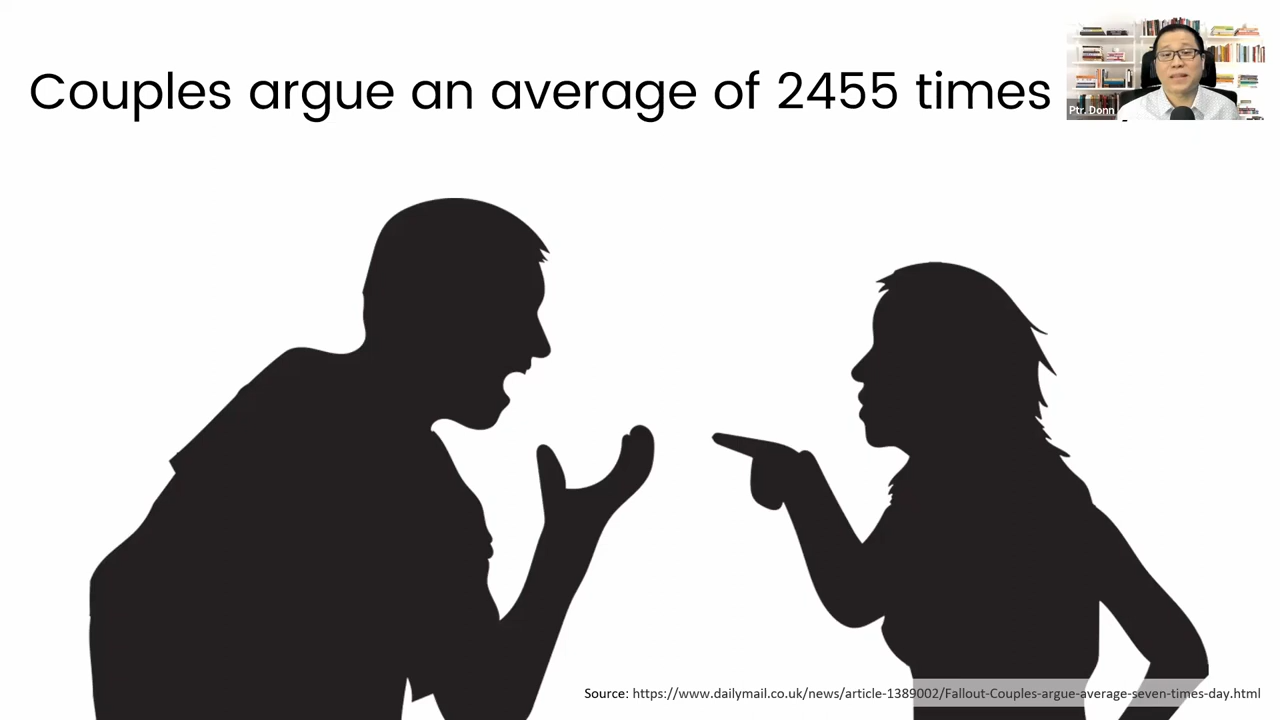 Couples argue an average of 2455 times
Ptr. Donn
Source: https://www.dailymail.co.uk/news/article-1389002/Fallout-Couples-argue-average-seven-times-day.html